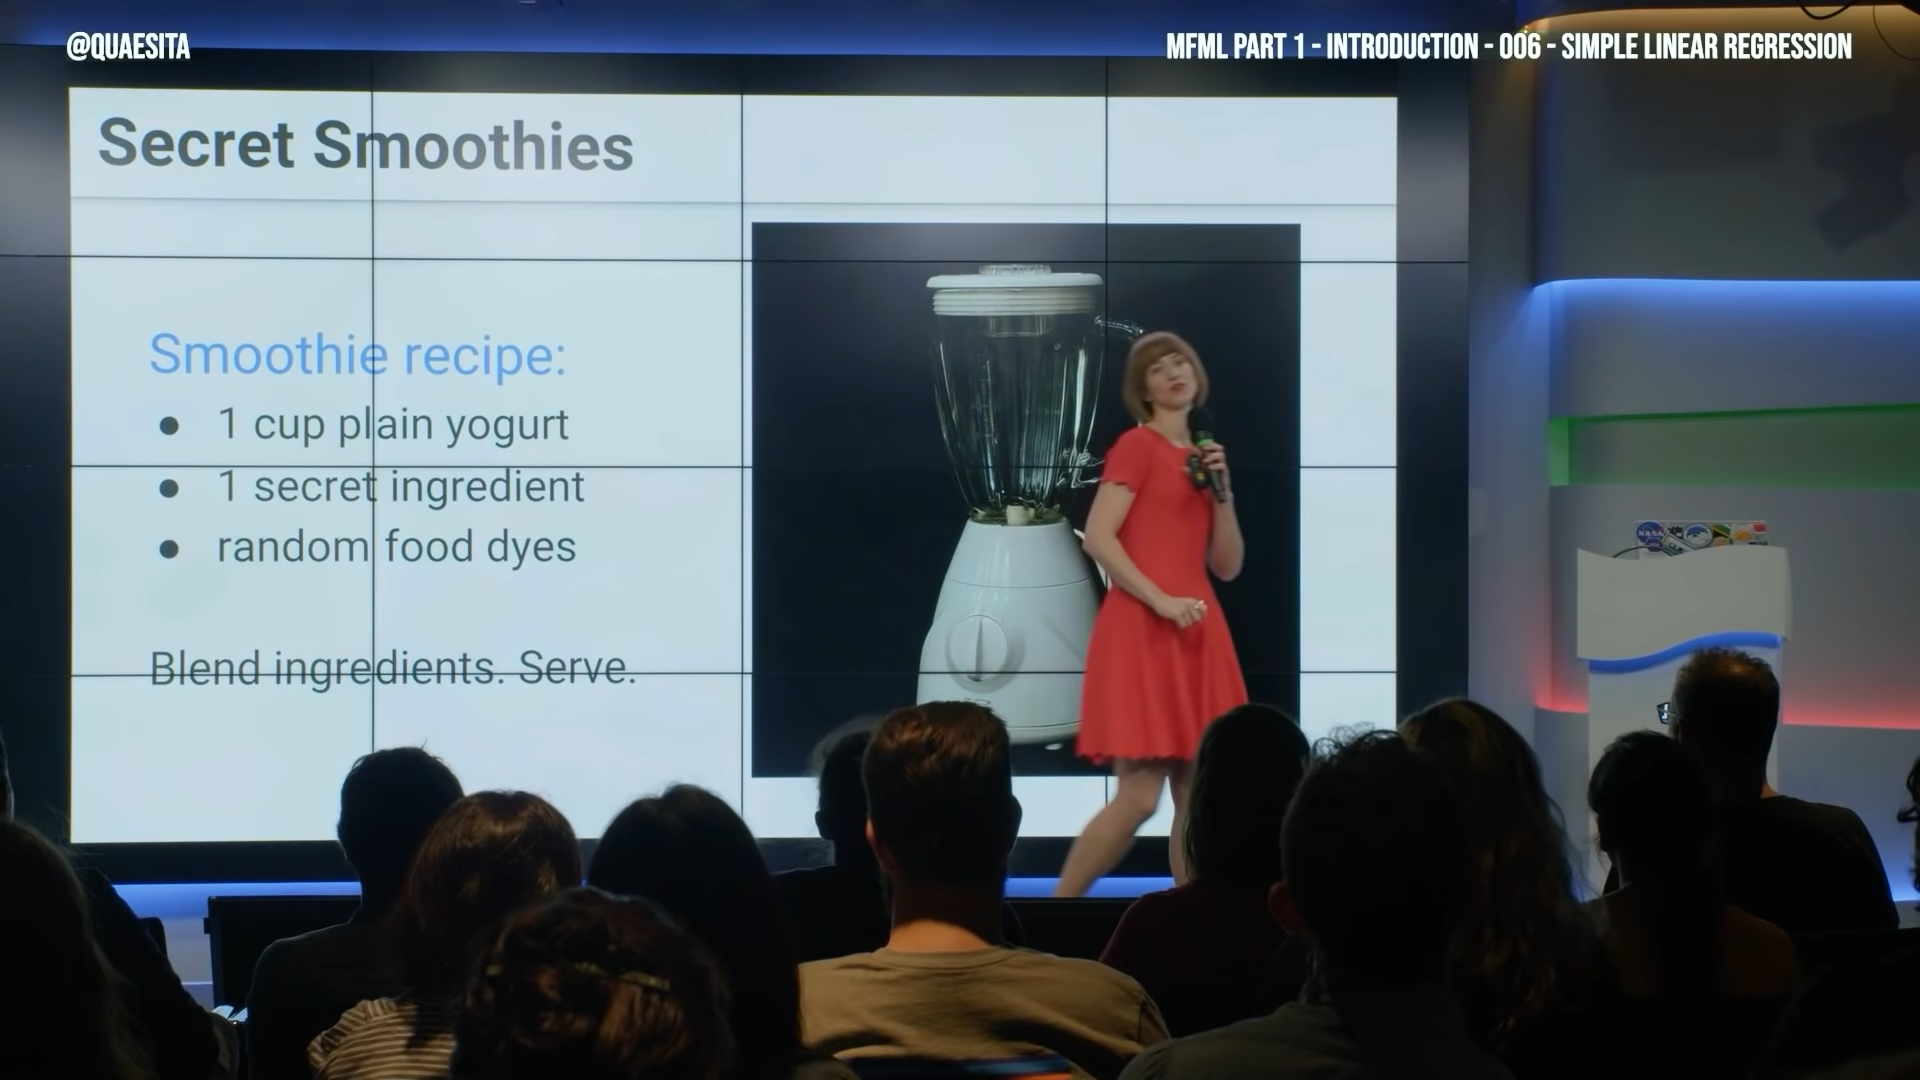 @QUAESITA
MFML PART 1 - INTRODUCTION - 006 - SIMPLE LINEAR REGRESSION
Secret Smoothies
Smoothie recipe:
● 1 cup plain yogurt
● 1 secret ingredient
● random food dyes
Blend ingredients. Serve.
NASA